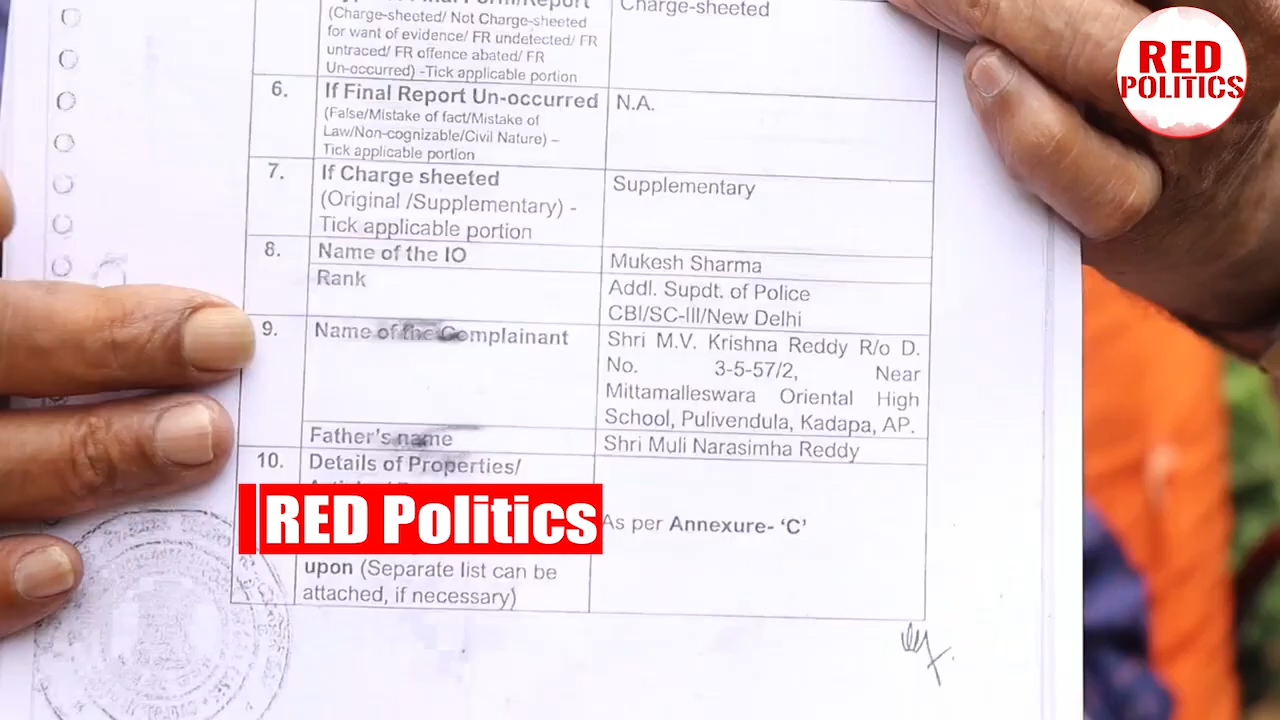 (Charge-sheeted/ Not Charge-sheeted
for want of evidence/ FR undetected/ FR
untraced/ FR offence abated/ FR
Un-occurred) -Tick applicable portion
Charge-sheeted
6.
If Final Report Un-occurred
(False/Mistake of fact/Mistake of
Law/Non-cognizable/Civil Nature) –
Tick applicable portion
N.A.
7.
If Charge sheeted
(Original /Supplementary) -
Tick applicable portion
Supplementary
8.
Name of the IO
Mukesh Sharma
Rank
Addl. Supdt. of Police
CBI/SC-III/New Delhi
9.
Name of the Complainant
Shri M.V. Krishna Reddy R/o D.
No. 3-5-57/2, Near
Mittamalleswara Oriental High
School, Pulivendula, Kadapa, AP.
Father's name
Shri Muli Narasimha Reddy
10.
Details of Properties/
upon (Separate list can be
attached, if necessary)
As per Annexure- ‘C’
RED Politics
RED
POLITICS